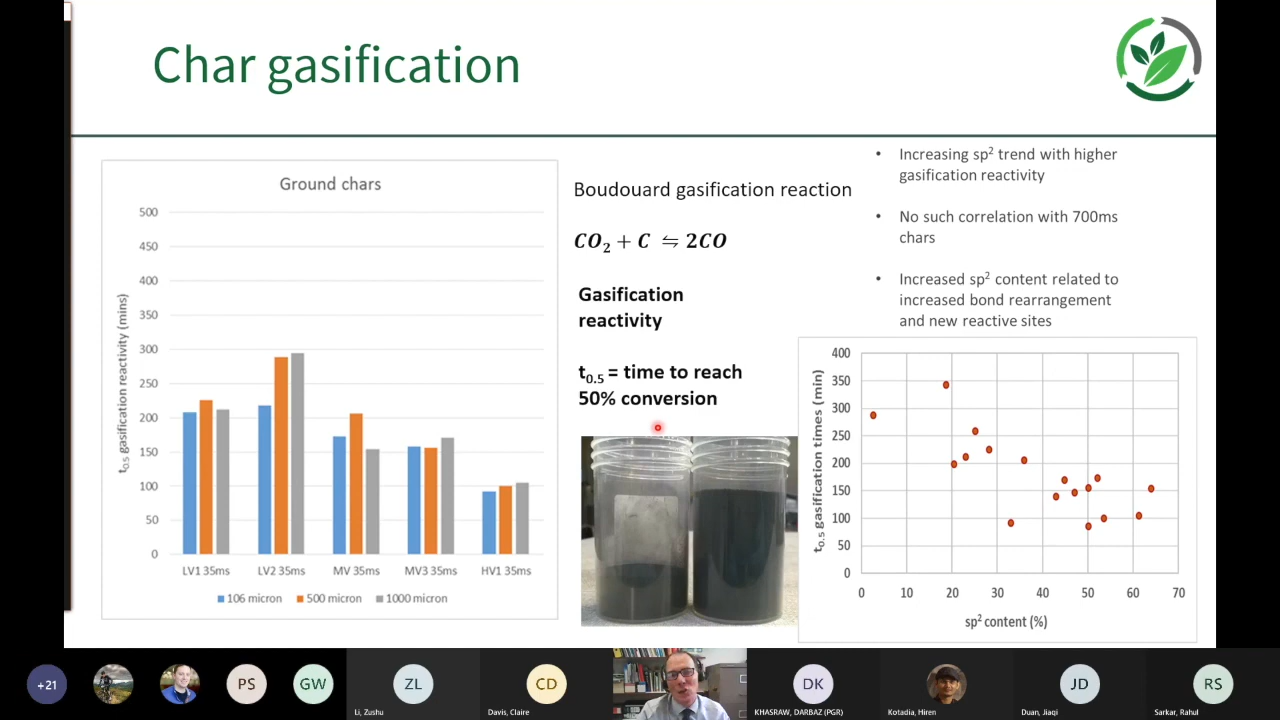 Char gasification
Ground chars
500
450
400
350
300
250
200
150
100
50
0
t0.5 gasification reactivity (mins)
LV1 35ms
LV2 35ms
MV 35ms
MV3 35ms
HV1 35ms
106 micron
500 micron
1000 micron
Boudouard gasification reaction
CO₂ + C ⇋ 2CO
Gasification
reactivity
t0.5 = time to reach
50% conversion
• Increasing sp² trend with higher
gasification reactivity
• No such correlation with 700ms
chars
• Increased sp² content related to
increased bond rearrangement
and new reactive sites
400
350
300
250
200
150
100
50
0
t0.5 gasification times (min)
0 10 20 30 40 50 60 70
sp² content (%)
+21
PS
GW
ZL
Li, Zushu
CD
Davis, Claire
DK
KHASRAW, DARBAZ (PGR)
Kotadia, Hiren
JD
Duan, Jiaqi
RS
Sarkar, Rahul